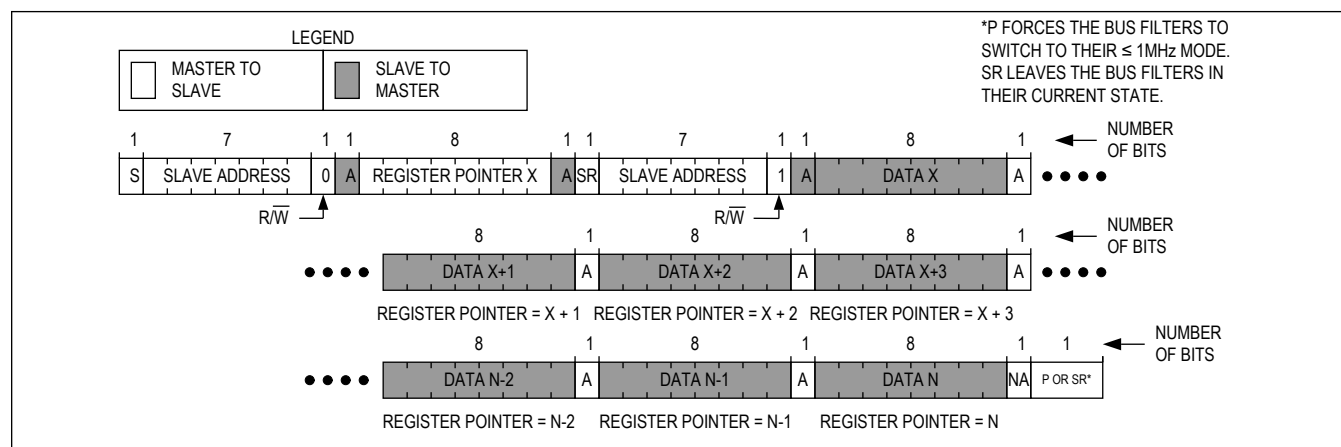 LEGEND
MASTER TO
SLAVE
SLAVE TO
MASTER
*P FORCES THE BUS FILTERS TO
SWITCH TO THEIR ≤ 1MHz MODE.
SR LEAVES THE BUS FILTERS IN
THEIR CURRENT STATE.
1 7 1 1 8 1 1 7 1 1 8 1 NUMBER
OF BITS
S SLAVE ADDRESS 0 A REGISTER POINTER X A SR SLAVE ADDRESS 1 A DATA X A
R/W̅ R/W̅
8 1 8 1 8 1 NUMBER
OF BITS
DATA X+1 A DATA X+2 A DATA X+3 A
REGISTER POINTER = X + 1 REGISTER POINTER = X + 2 REGISTER POINTER = X + 3
8 1 8 1 8 1 1 NUMBER
OF BITS
DATA N-2 A DATA N-1 A DATA N NA P OR SR*
REGISTER POINTER = N-2 REGISTER POINTER = N-1 REGISTER POINTER = N